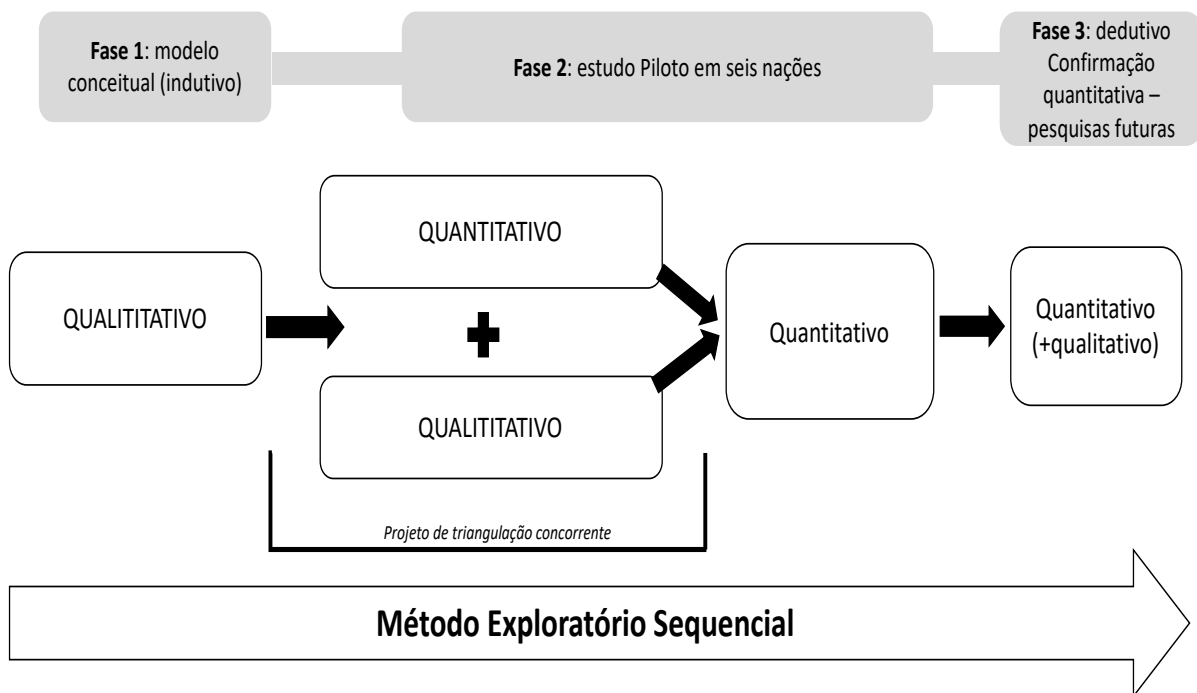 Fase 1: modelo
conceitual (indutivo)
Fase 2: estudo Piloto em seis nações
Fase 3: dedutivo
Confirmação
quantitativa –
pesquisas futuras
QUALITITATIVO
QUANTITATIVO
QUALITITATIVO
Quantitativo
Quantitativo
(+qualitativo)
Projeto de triangulação concorrente
Método Exploratório Sequencial